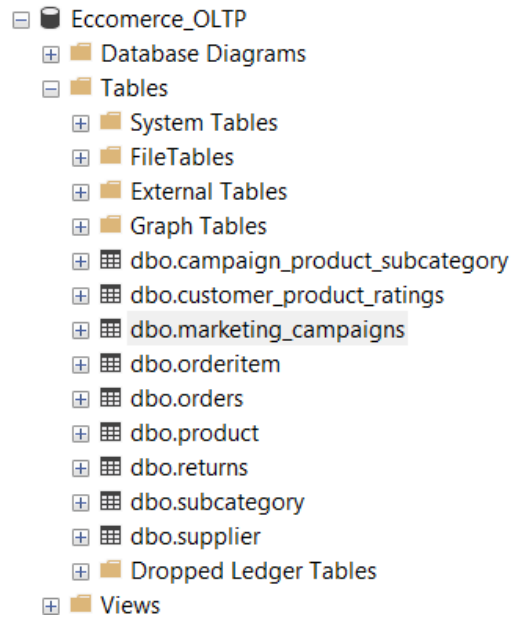 Eccomerce_OLTP
Database Diagrams
Tables
System Tables
FileTables
External Tables
Graph Tables
dbo.campaign_product_subcategory
dbo.customer_product_ratings
dbo.marketing_campaigns
dbo.orderitem
dbo.orders
dbo.product
dbo.returns
dbo.subcategory
dbo.supplier
Dropped Ledger Tables
Views